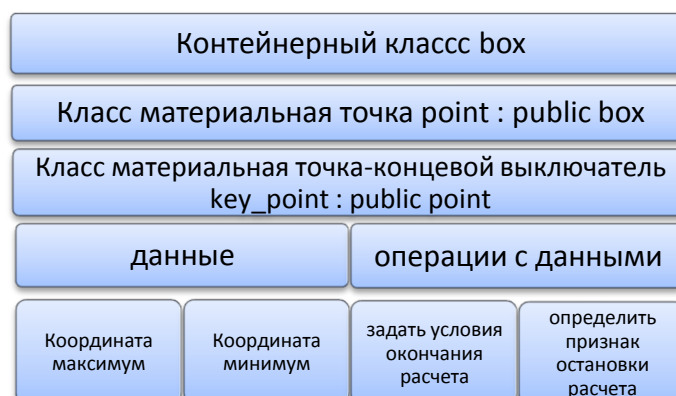 Контейнерный классс box
Класс материальная точка point : public box
Класс материальная точка-концевой выключатель
key_point : public point
данные
операции с данными
Координата
максимум
Координата
минимум
задать условия
окончания
расчета
определить
признак
остановки
расчета